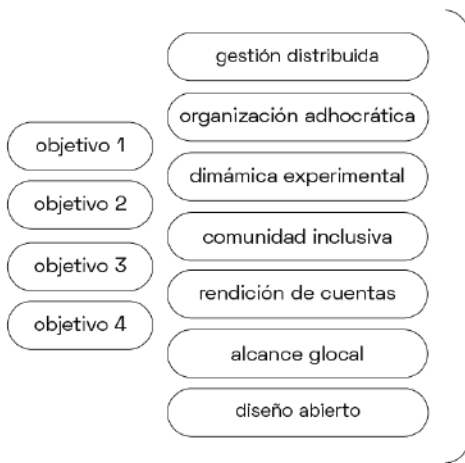 objetivo 1
objetivo 2
objetivo 3
objetivo 4
gestión distribuida
organización adhocrática
dimámica experimental
comunidad inclusiva
rendición de cuentas
alcance glocal
diseño abierto